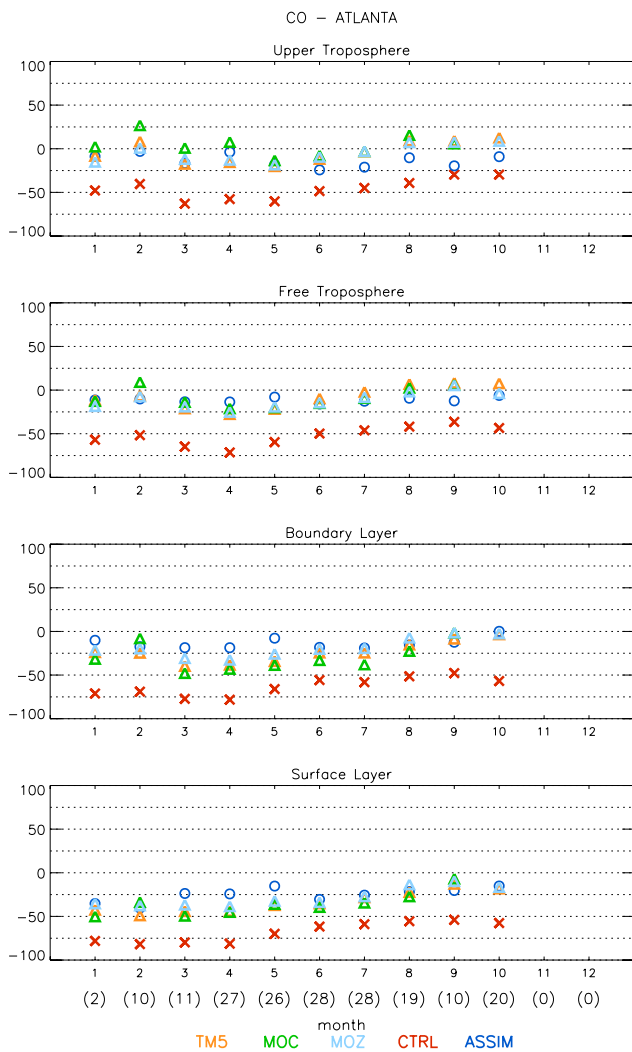 CO – ATLANTA
Upper Troposphere
100
50
0
−50
−100
1 2 3 4 5 6 7 8 9 10 11 12
Free Troposphere
100
50
0
−50
−100
1 2 3 4 5 6 7 8 9 10 11 12
Boundary Layer
100
50
0
−50
−100
1 2 3 4 5 6 7 8 9 10 11 12
Surface Layer
100
50
0
−50
−100
1 2 3 4 5 6 7 8 9 10 11 12
(2) (10) (11) (27) (26) (28) (28) (19) (10) (20) (0) (0)
month
TM5 MOC MOZ CTRL ASSIM